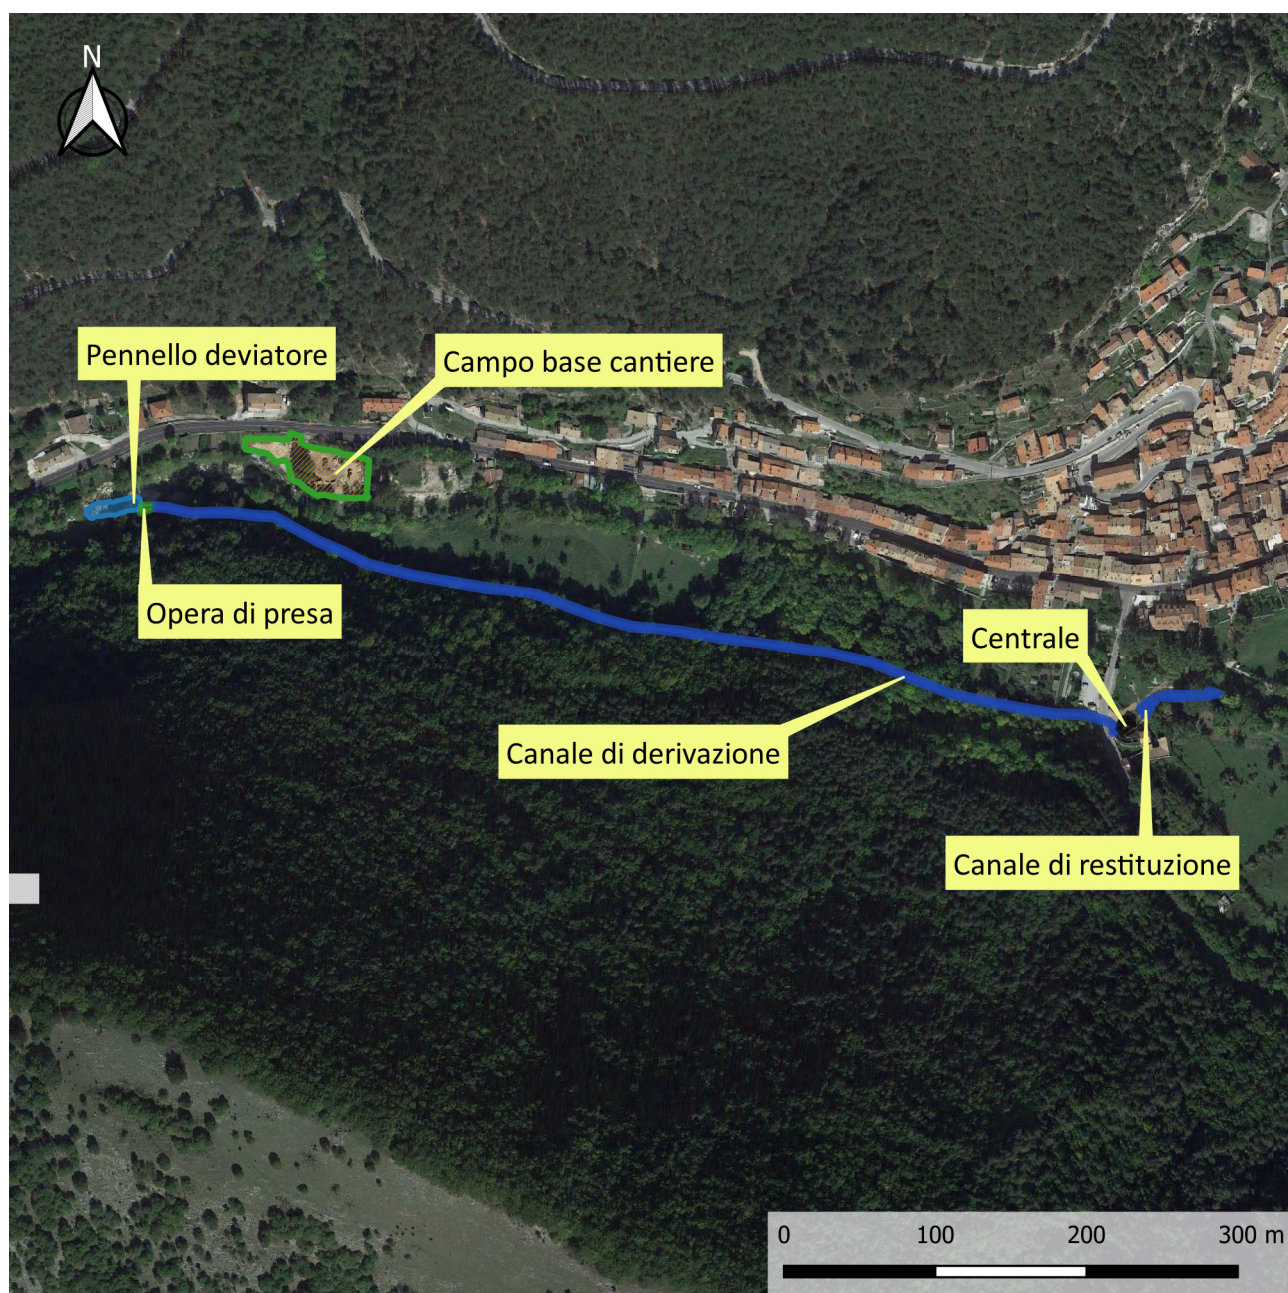 N
Pennello deviatore
Campo base cantiere
Opera di presa
Centrale
Canale di derivazione
Canale di restituzione
0 100 200 300 m